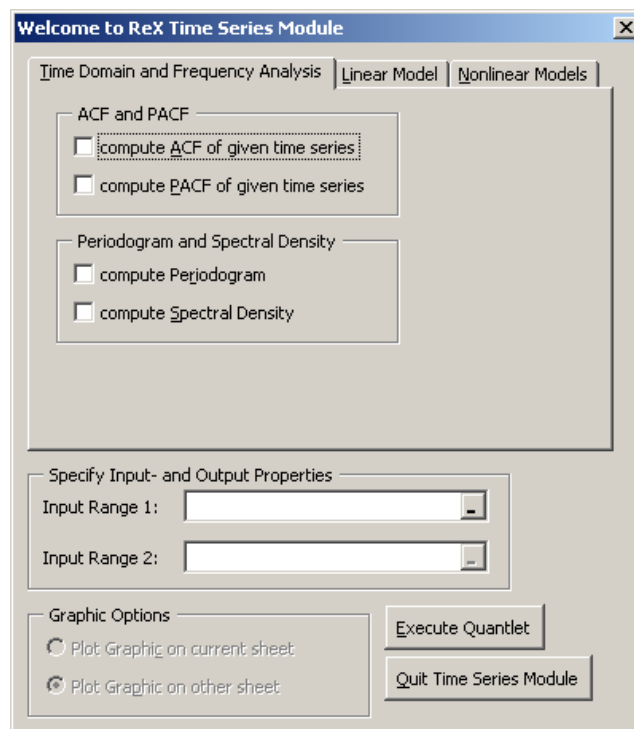 Welcome to ReX Time Series Module
Time Domain and Frequency Analysis
Linear Model
Nonlinear Models
ACF and PACF
compute ACF of given time series
compute PACF of given time series
Periodogram and Spectral Density
compute Periodogram
compute Spectral Density
Specify Input- and Output Properties
Input Range 1:
Input Range 2:
Graphic Options
Plot Graphic on current sheet
Plot Graphic on other sheet
Execute Quantlet
Quit Time Series Module